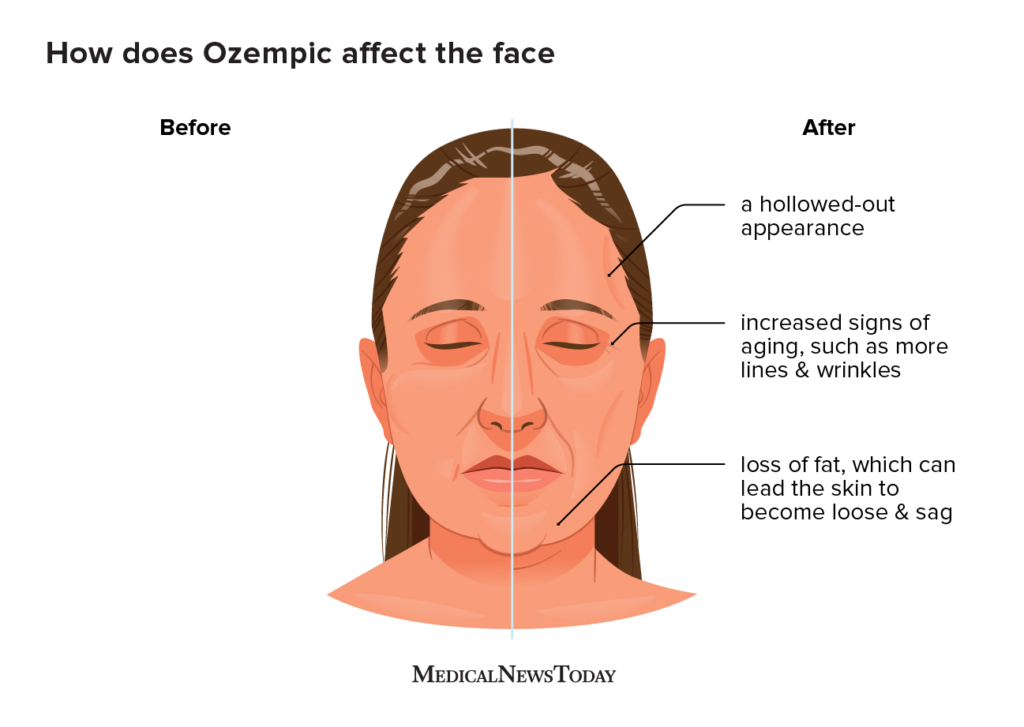 How does Ozempic affect the face
Before
After
a hollowed-out
appearance
increased signs of
aging, such as more
lines & wrinkles
loss of fat, which can
lead the skin to
become loose & sag
MEDICALNEWSTODAY